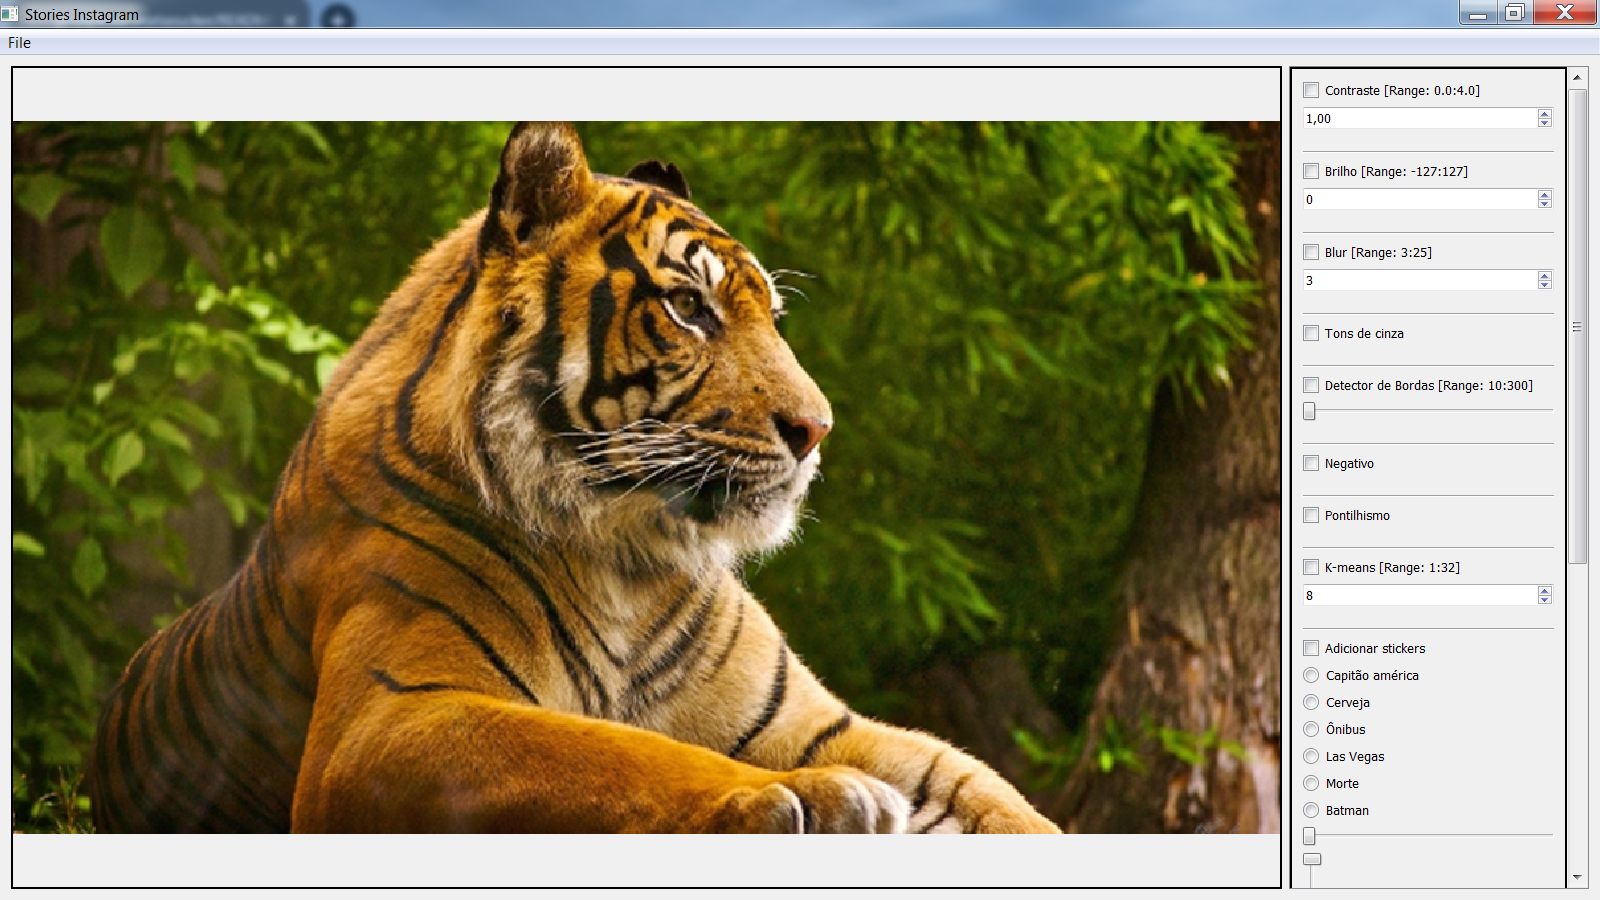 Stories Instagram
File
Contraste [Range: 0.0:4.0]
1,00
Brilho [Range: -127:127]
0
Blur [Range: 3:25]
3
Tons de cinza
Detector de Bordas [Range: 10:300]
Negativo
Pontilhismo
K-means [Range: 1:32]
8
Adicionar stickers
Capitão américa
Cerveja
Ônibus
Las Vegas
Morte
Batman